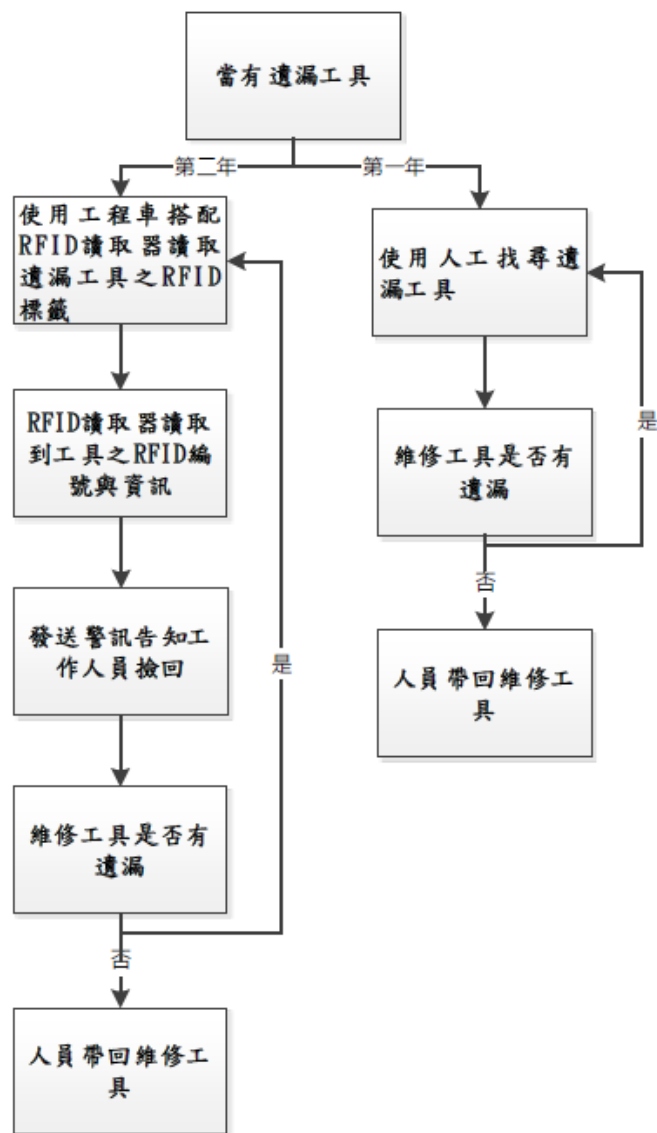 當有遺漏工具
第二年
第一年
使用工程車搭配
RFID讀取器讀取
遺漏工具之RFID
標籤
使用人工找尋遺
漏工具
RFID讀取器讀取
到工具之RFID編
號與資訊
維修工具是否有
遺漏
是
否
發送警訊告知工
作人員撿回
是
人員帶回維修工
具
維修工具是否有
遺漏
否
人員帶回維修工
具